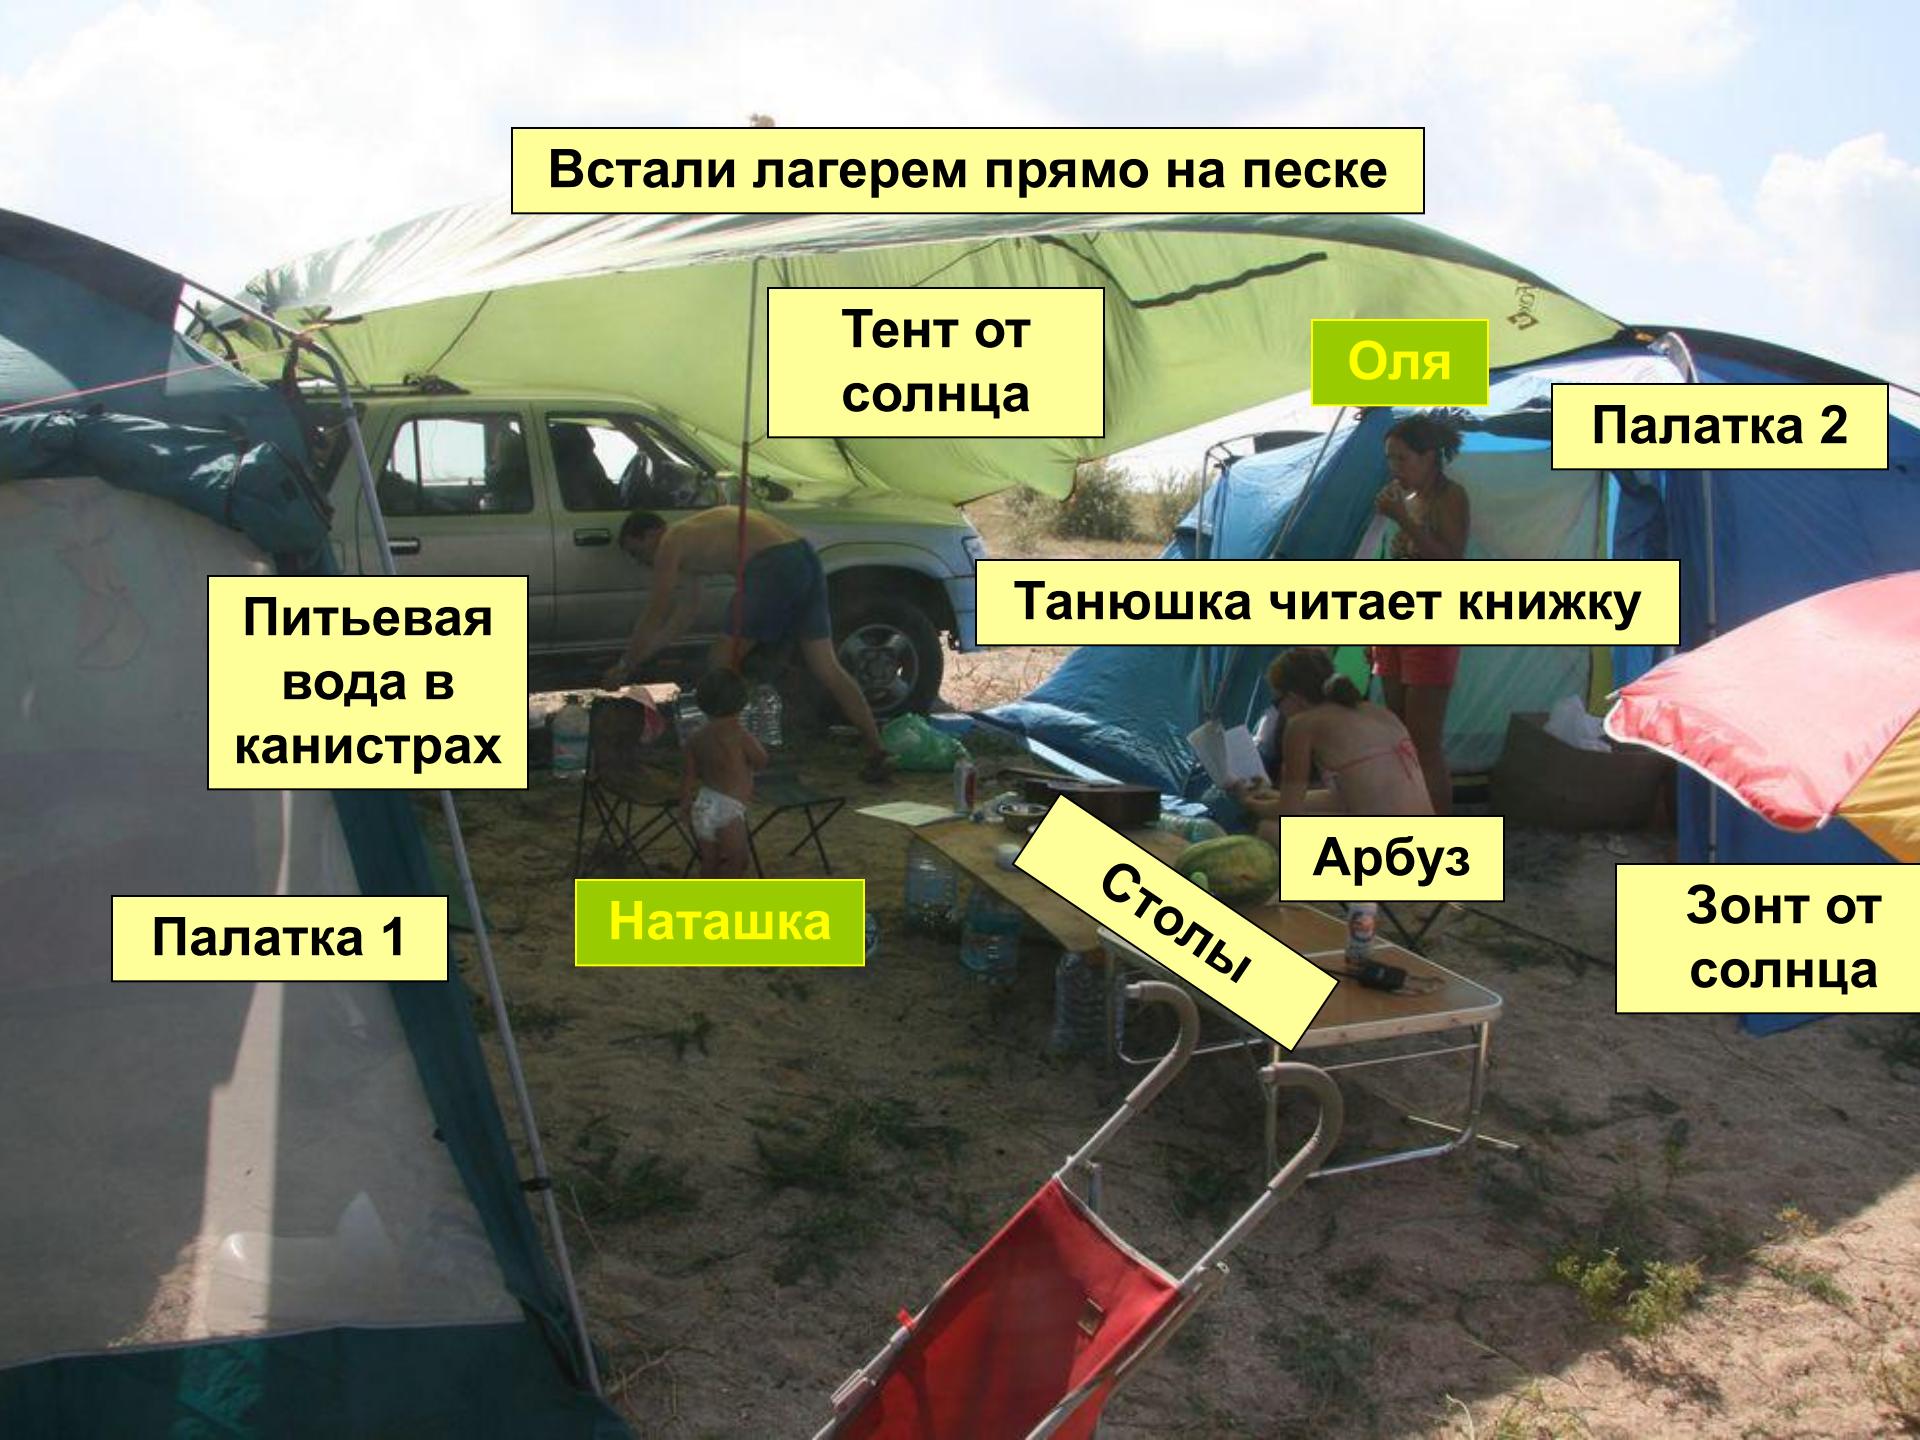 Встали лагерем прямо на песке
Тент от
солнца
Оля
Палатка 2
Танюшка читает книжку
Питьевая
вода в
канистрах
Арбуз
Столы
Зонт от
солнца
Наташка
Палатка 1